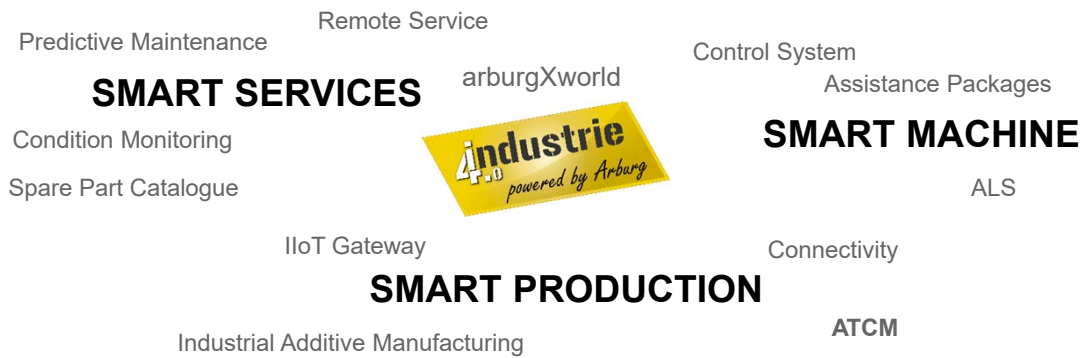 Remote Service
Predictive Maintenance
Control System
arburgXworld
Assistance Packages
SMART SERVICES
SMART MACHINE
Condition Monitoring
industrie
4.0
powered by Arburg
Spare Part Catalogue
ALS
IIoT Gateway
Connectivity
SMART PRODUCTION
ATCM
Industrial Additive Manufacturing